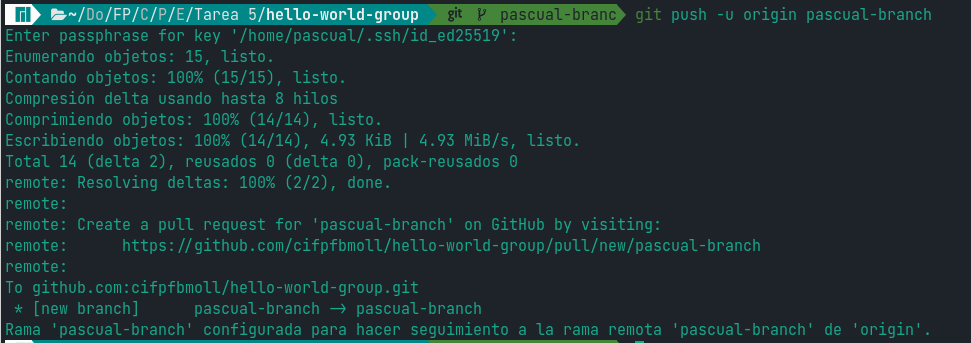 ~/Do/FP/C/P/E/Tarea 5/hello-world-group git pascual-branc git push -u origin pascual-branch
Enter passphrase for key '/home/pascual/.ssh/id_ed25519':
Enumerando objetos: 15, listo.
Contando objetos: 100% (15/15), listo.
Compresión delta usando hasta 8 hilos
Comprimiendo objetos: 100% (14/14), listo.
Escribiendo objetos: 100% (14/14), 4.93 KiB | 4.93 MiB/s, listo.
Total 14 (delta 2), reusados 0 (delta 0), pack-reusados 0
remote: Resolving deltas: 100% (2/2), done.
remote:
remote: Create a pull request for 'pascual-branch' on GitHub by visiting:
remote:      https://github.com/cifpfbmoll/hello-world-group/pull/new/pascual-branch
remote:
To github.com:cifpfbmoll/hello-world-group.git
 * [new branch]      pascual-branch -> pascual-branch
Rama 'pascual-branch' configurada para hacer seguimiento a la rama remota 'pascual-branch' de 'origin'.